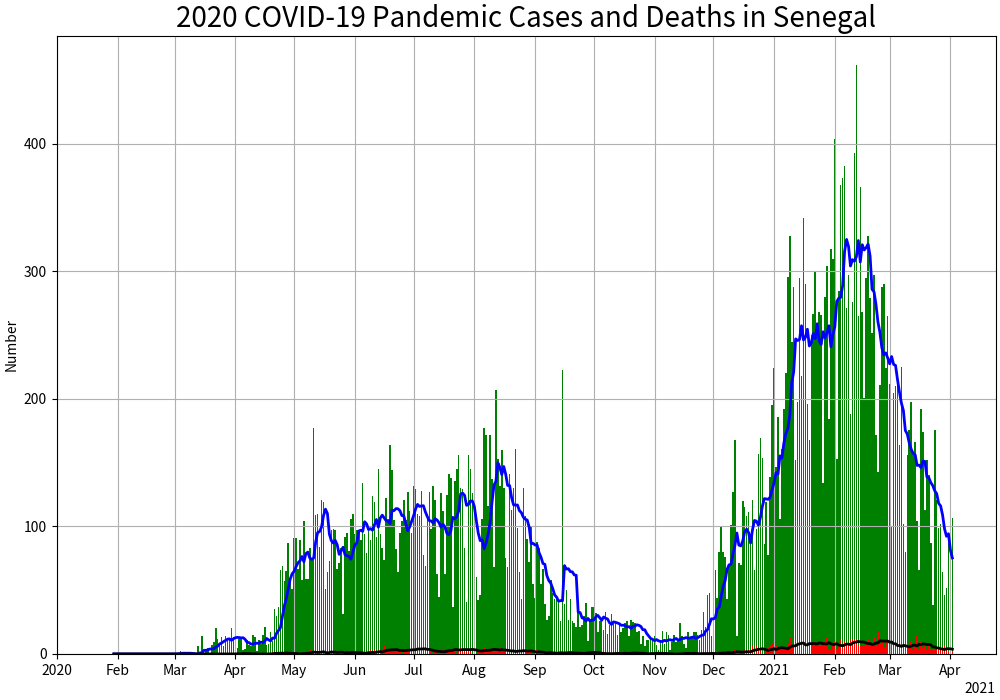 2020 COVID-19 Pandemic Cases and Deaths in Senegal
Number
400
300
200
100
0
2020 Feb Mar Apr May Jun Jul Aug Sep Oct Nov Dec 2021 Feb Mar Apr
2021